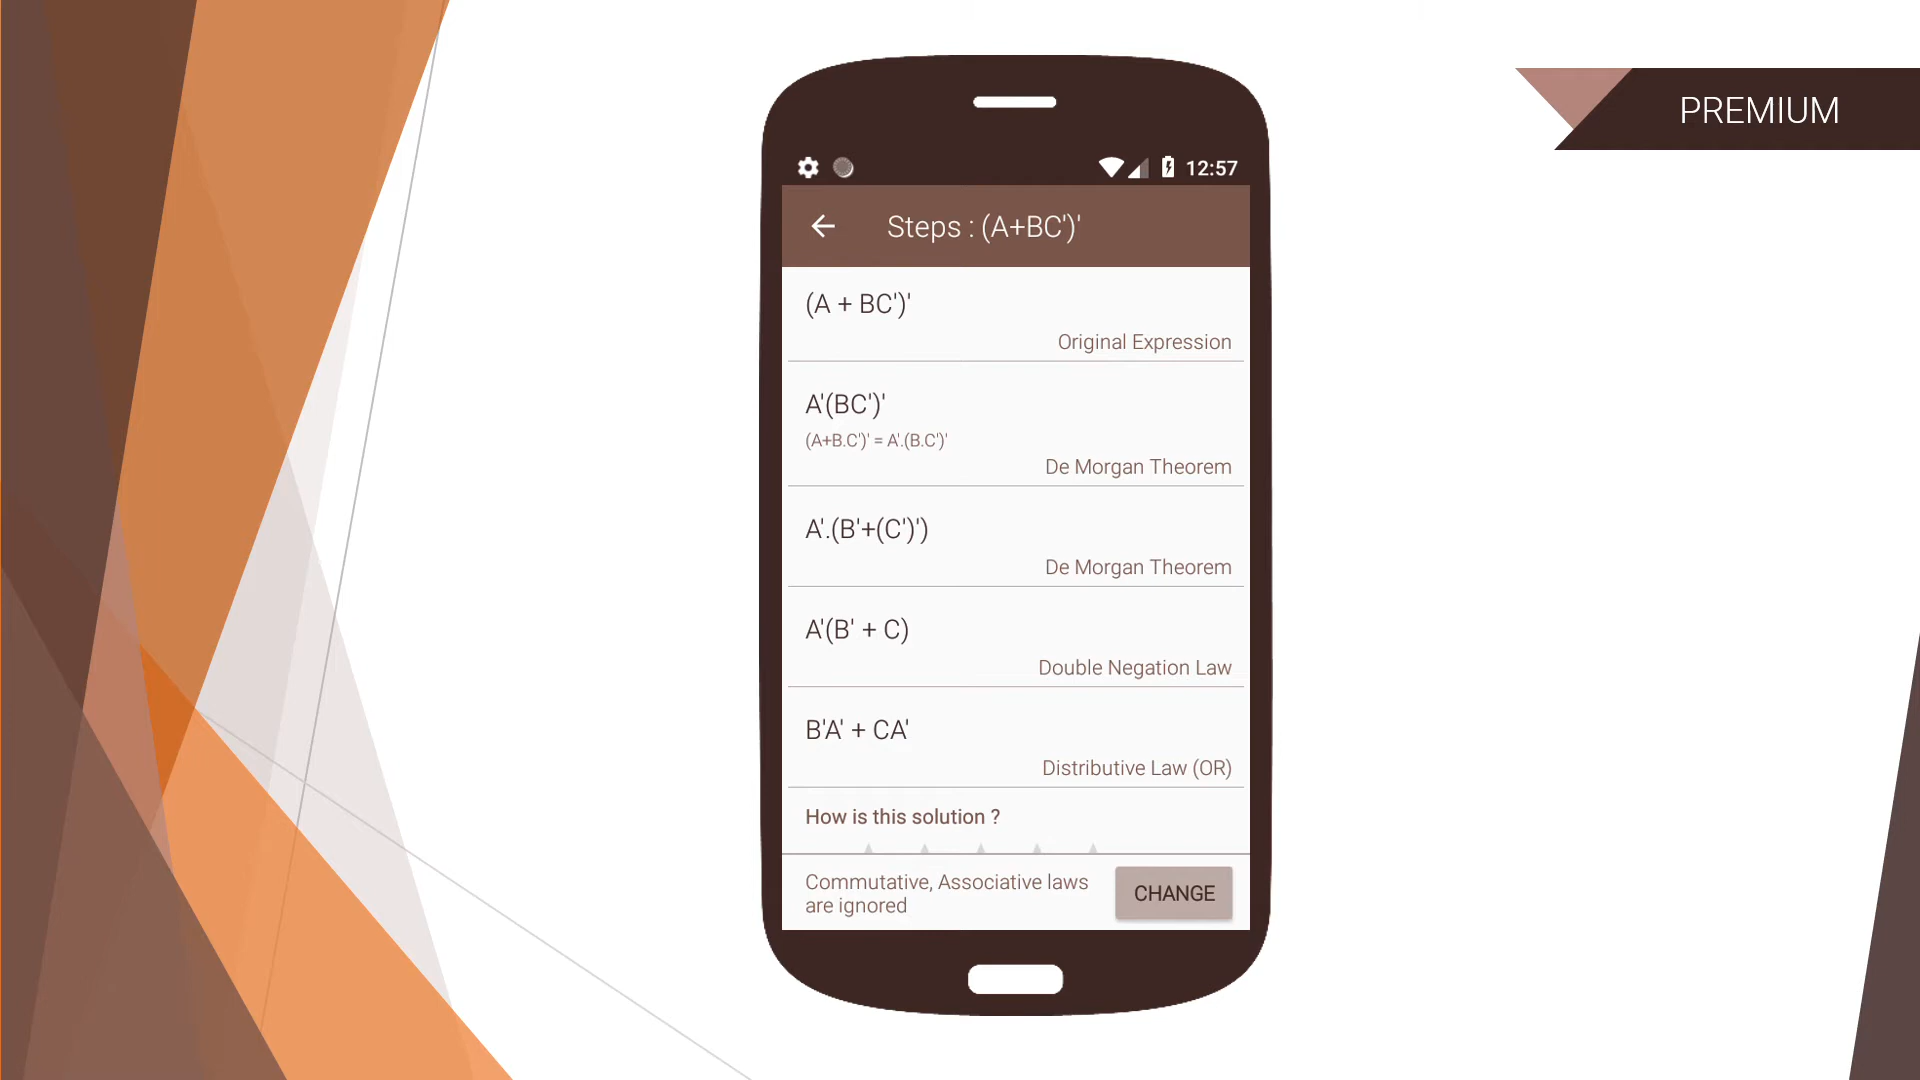 PREMIUM
12:57
Steps : (A+BC')'
(A + BC')'
Original Expression
A'(BC')'
(A+B.C')' = A'.(B.C')'
De Morgan Theorem
A'.(B'+(C')')
De Morgan Theorem
A'(B' + C)
Double Negation Law
B'A' + CA'
Distributive Law (OR)
How is this solution ?
Commutative, Associative laws
are ignored
CHANGE